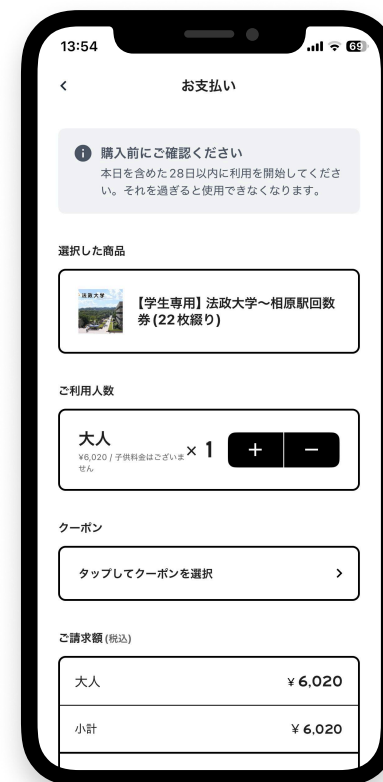 13:54
69
お支払い
購入前にご確認ください
本日を含めた28日以内に利用を開始してくださ
い。それを過ぎると使用できなくなります。
選択した商品
法政大学
【学生専用】法政大学〜相原駅回数
券(22枚綴り)
ご利用人数
大人
¥6,020 / 子供料金はございま
せん
× 1
+
−
クーポン
タップしてクーポンを選択
ご請求額(税込)
大人 ¥ 6,020
小計 ¥ 6,020